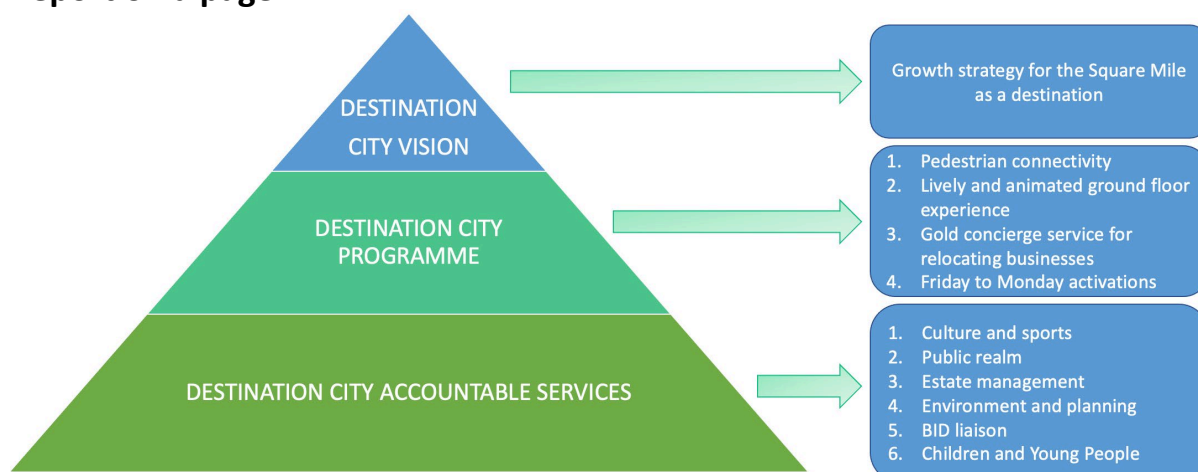 DESTINATION
CITY VISION
Growth strategy for the Square Mile
as a destination
DESTINATION CITY
PROGRAMME
1. Pedestrian connectivity
2. Lively and animated ground floor
experience
3. Gold concierge service for
relocating businesses
4. Friday to Monday activations
DESTINATION CITY ACCOUNTABLE SERVICES
1. Culture and sports
2. Public realm
3. Estate management
4. Environment and planning
5. BID liaison
6. Children and Young People